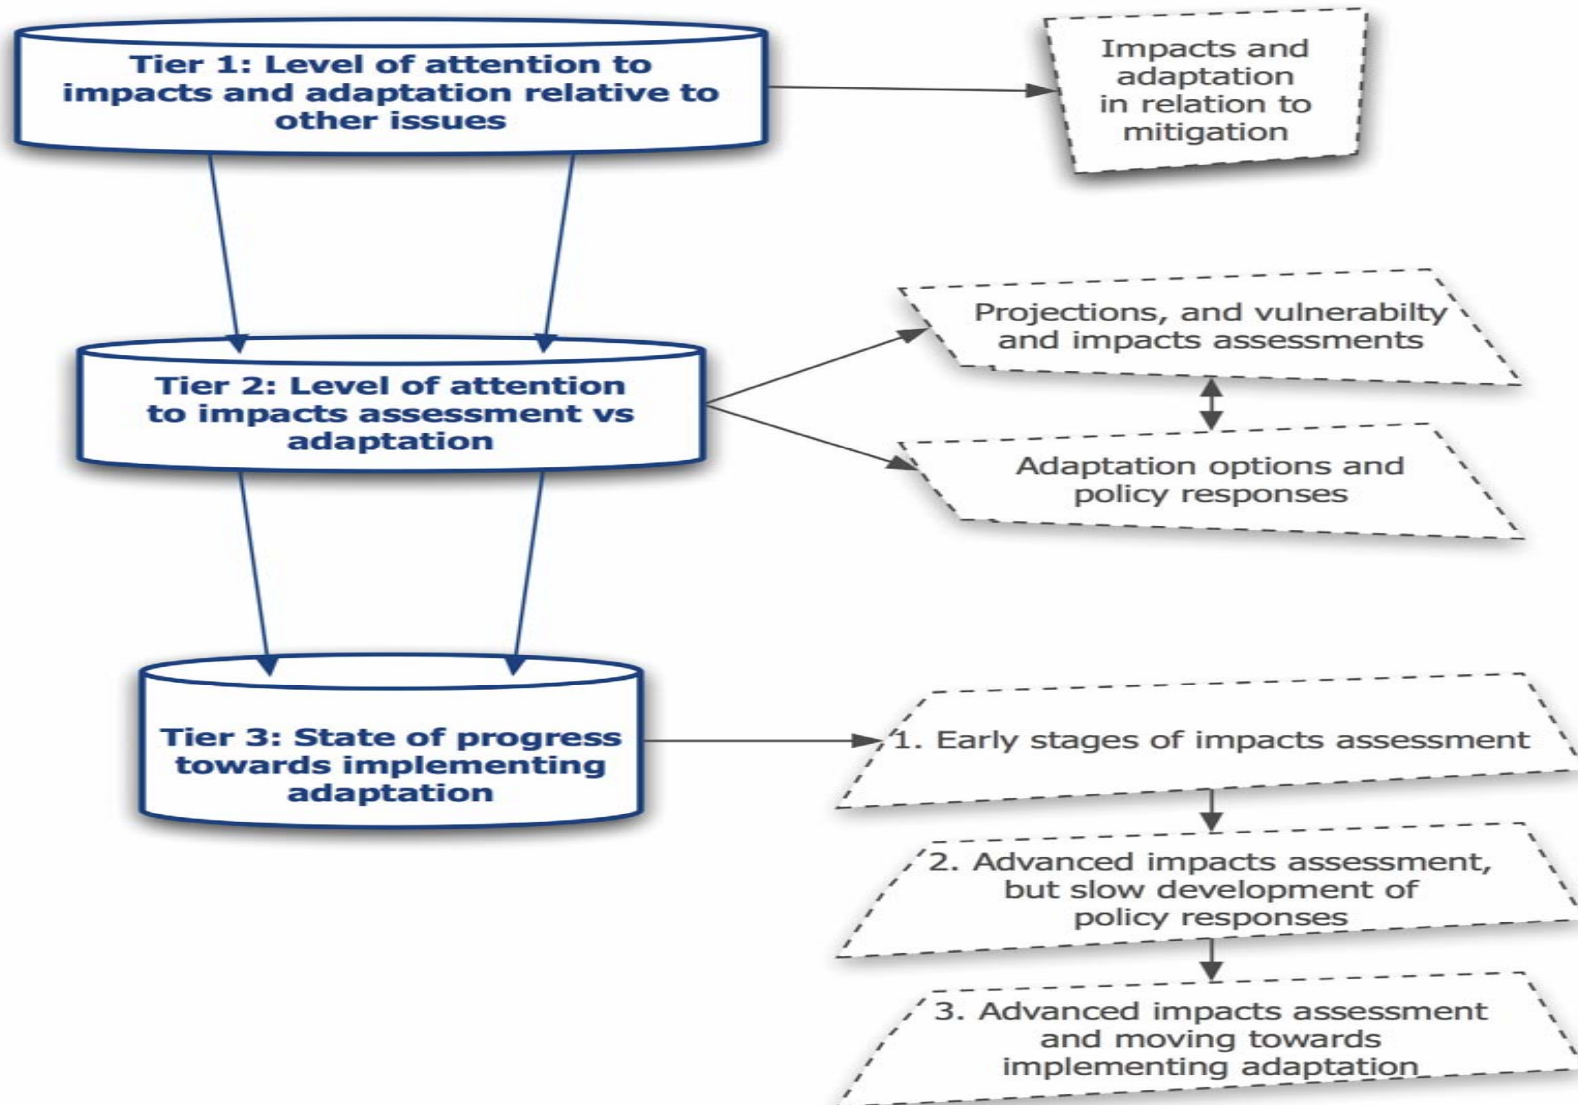 Tier 1: Level of attention to
impacts and adaptation relative to
other issues
Impacts and
adaptation
in relation to
mitigation
Tier 2: Level of attention
to impacts assessment vs
adaptation
Projections, and vulnerabilty
and impacts assessments
Adaptation options and
policy responses
Tier 3: State of progress
towards implementing
adaptation
1. Early stages of impacts assessment
2. Advanced impacts assessment,
but slow development of
policy responses
3. Advanced impacts assessment
and moving towards
implementing adaptation